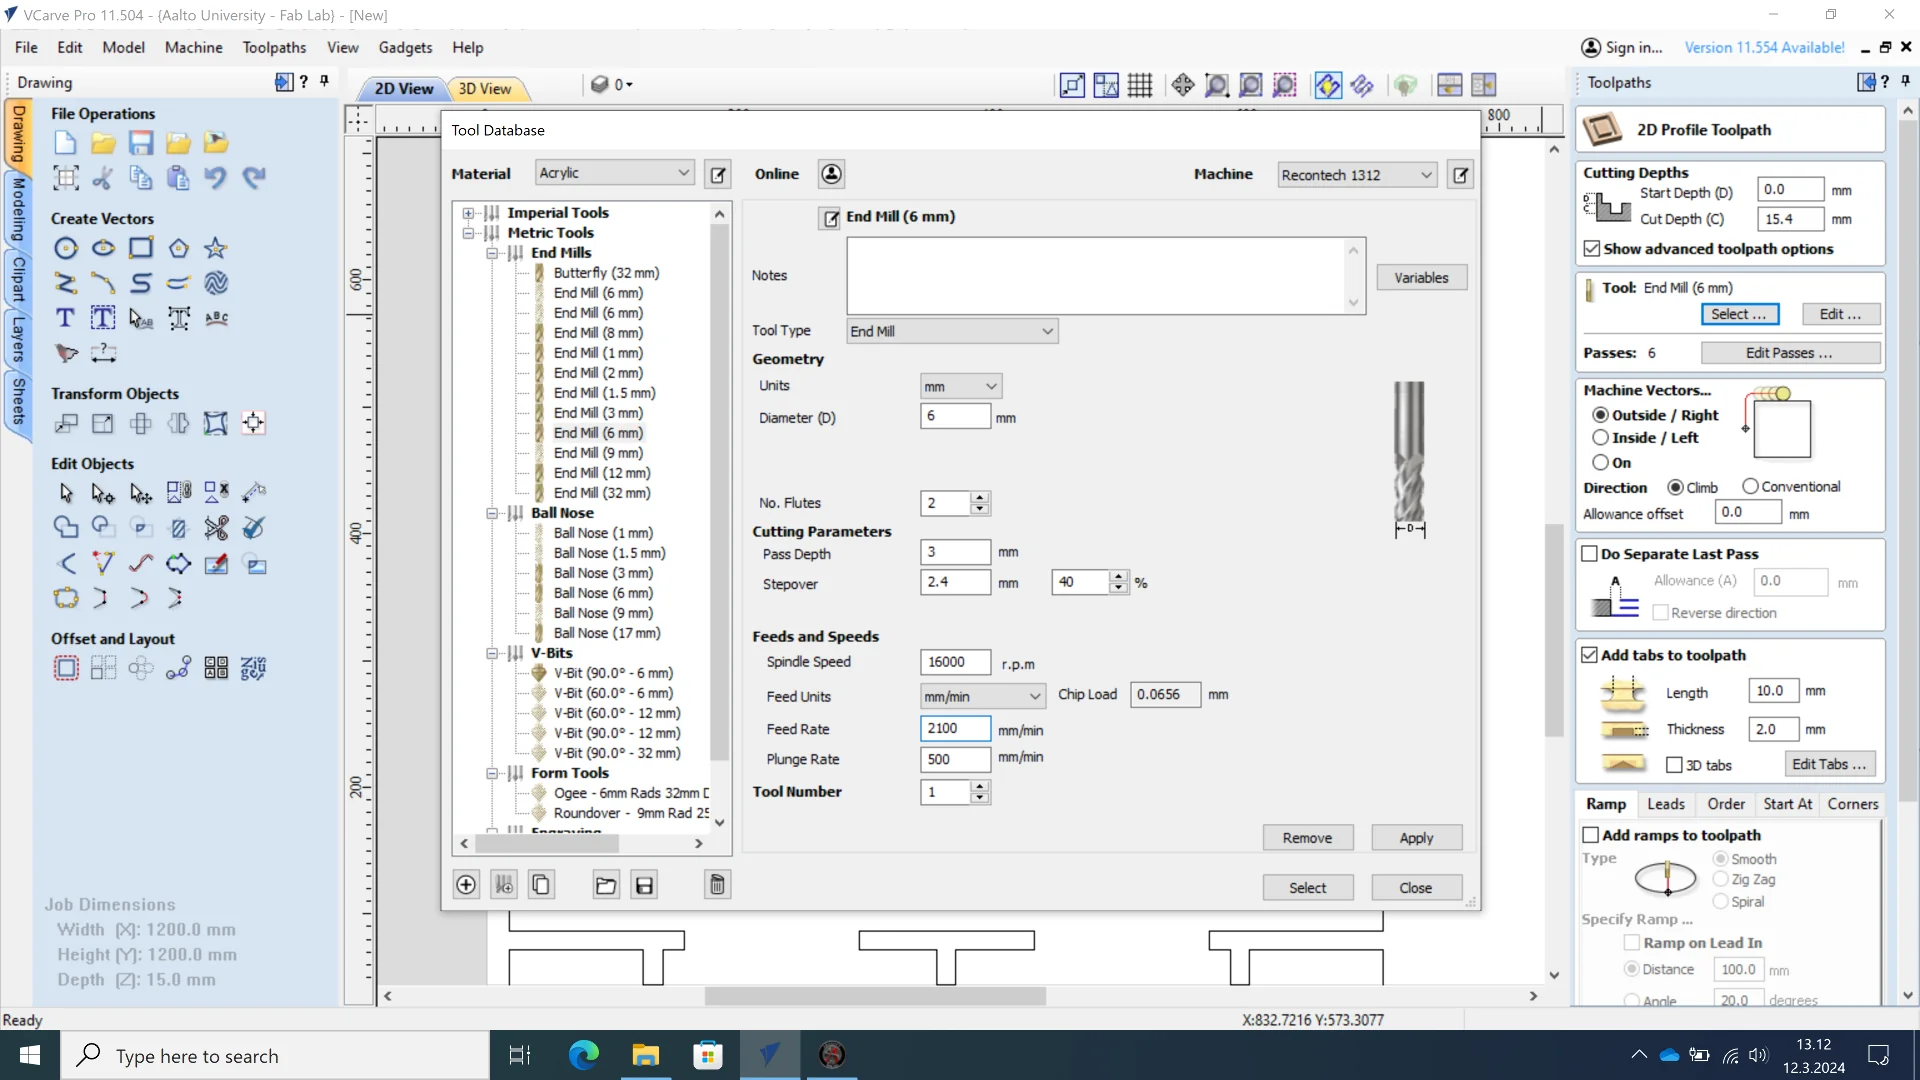 VCarve Pro 11.504 - {Aalto University - Fab Lab} - [New]
File Edit Model Machine Toolpaths View Gadgets Help
Sign in... Version 11.554 Available!
Drawing
2D View 3D View 0
Toolpaths
Drawing
Modeling
Clipart
Layers
Sheets
File Operations
Create Vectors
Transform Objects
Edit Objects
Offset and Layout
Job Dimensions
Width (X): 1200.0 mm
Height (Y): 1200.0 mm
Depth (Z): 15.0 mm
800
600
400
200
Tool Database
Material Acrylic Online Machine Recontech 1312
Imperial Tools
Metric Tools
End Mills
Butterfly (32 mm)
End Mill (6 mm)
End Mill (6 mm)
End Mill (8 mm)
End Mill (1 mm)
End Mill (2 mm)
End Mill (1.5 mm)
End Mill (3 mm)
End Mill (6 mm)
End Mill (9 mm)
End Mill (12 mm)
End Mill (32 mm)
Ball Nose
Ball Nose (1 mm)
Ball Nose (1.5 mm)
Ball Nose (3 mm)
Ball Nose (6 mm)
Ball Nose (9 mm)
Ball Nose (17 mm)
V-Bits
V-Bit (90.0° - 6 mm)
V-Bit (60.0° - 6 mm)
V-Bit (60.0° - 12 mm)
V-Bit (90.0° - 12 mm)
V-Bit (90.0° - 32 mm)
Form Tools
Ogee - 6mm Rads 32mm D
Roundover - 9mm Rad 25
Engraving
End Mill (6 mm)
Notes
Variables
Tool Type End Mill
Geometry
Units mm
Diameter (D) 6 mm
No. Flutes 2
D
Cutting Parameters
Pass Depth 3 mm
Stepover 2.4 mm 40 %
Feeds and Speeds
Spindle Speed 16000 r.p.m
Feed Units mm/min Chip Load 0.0656 mm
Feed Rate 2100 mm/min
Plunge Rate 500 mm/min
Tool Number 1
Remove Apply
Select Close
2D Profile Toolpath
Cutting Depths
Start Depth (D) 0.0 mm
Cut Depth (C) 15.4 mm
Show advanced toolpath options
Tool: End Mill (6 mm)
Select ... Edit ...
Passes: 6 Edit Passes ...
Machine Vectors...
Outside / Right
Inside / Left
On
Direction Climb Conventional
Allowance offset 0.0 mm
Do Separate Last Pass
A Allowance (A) 0.0 mm
Reverse direction
Add tabs to toolpath
Length 10.0 mm
Thickness 2.0 mm
3D tabs Edit Tabs ...
Ramp Leads Order Start At Corners
Add ramps to toolpath
Type Smooth
Zig Zag
Spiral
Specify Ramp ...
Ramp on Lead In
Distance 100.0 mm
Angle 20.0 degrees
Ready X:832.7216 Y:573.3077
Type here to search
13.12
12.3.2024